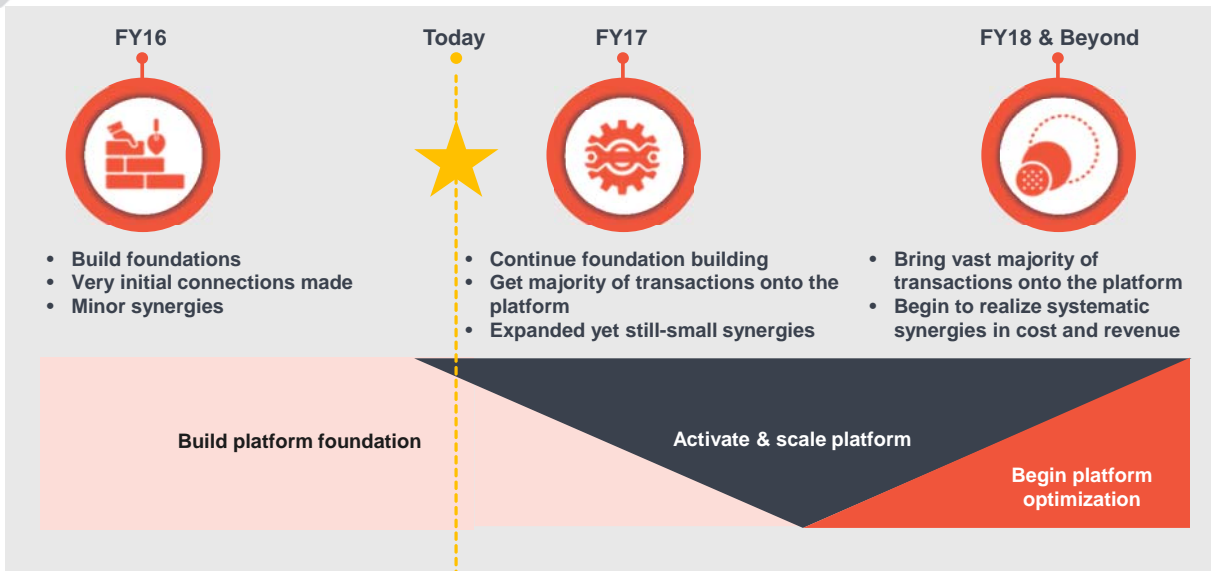 FY16
Today
FY17
FY18 & Beyond
• Build foundations
• Very initial connections made
• Minor synergies
• Continue foundation building
• Get majority of transactions onto the
platform
• Expanded yet still-small synergies
• Bring vast majority of
transactions onto the platform
• Begin to realize systematic
synergies in cost and revenue
Build platform foundation
Activate & scale platform
Begin platform
optimization